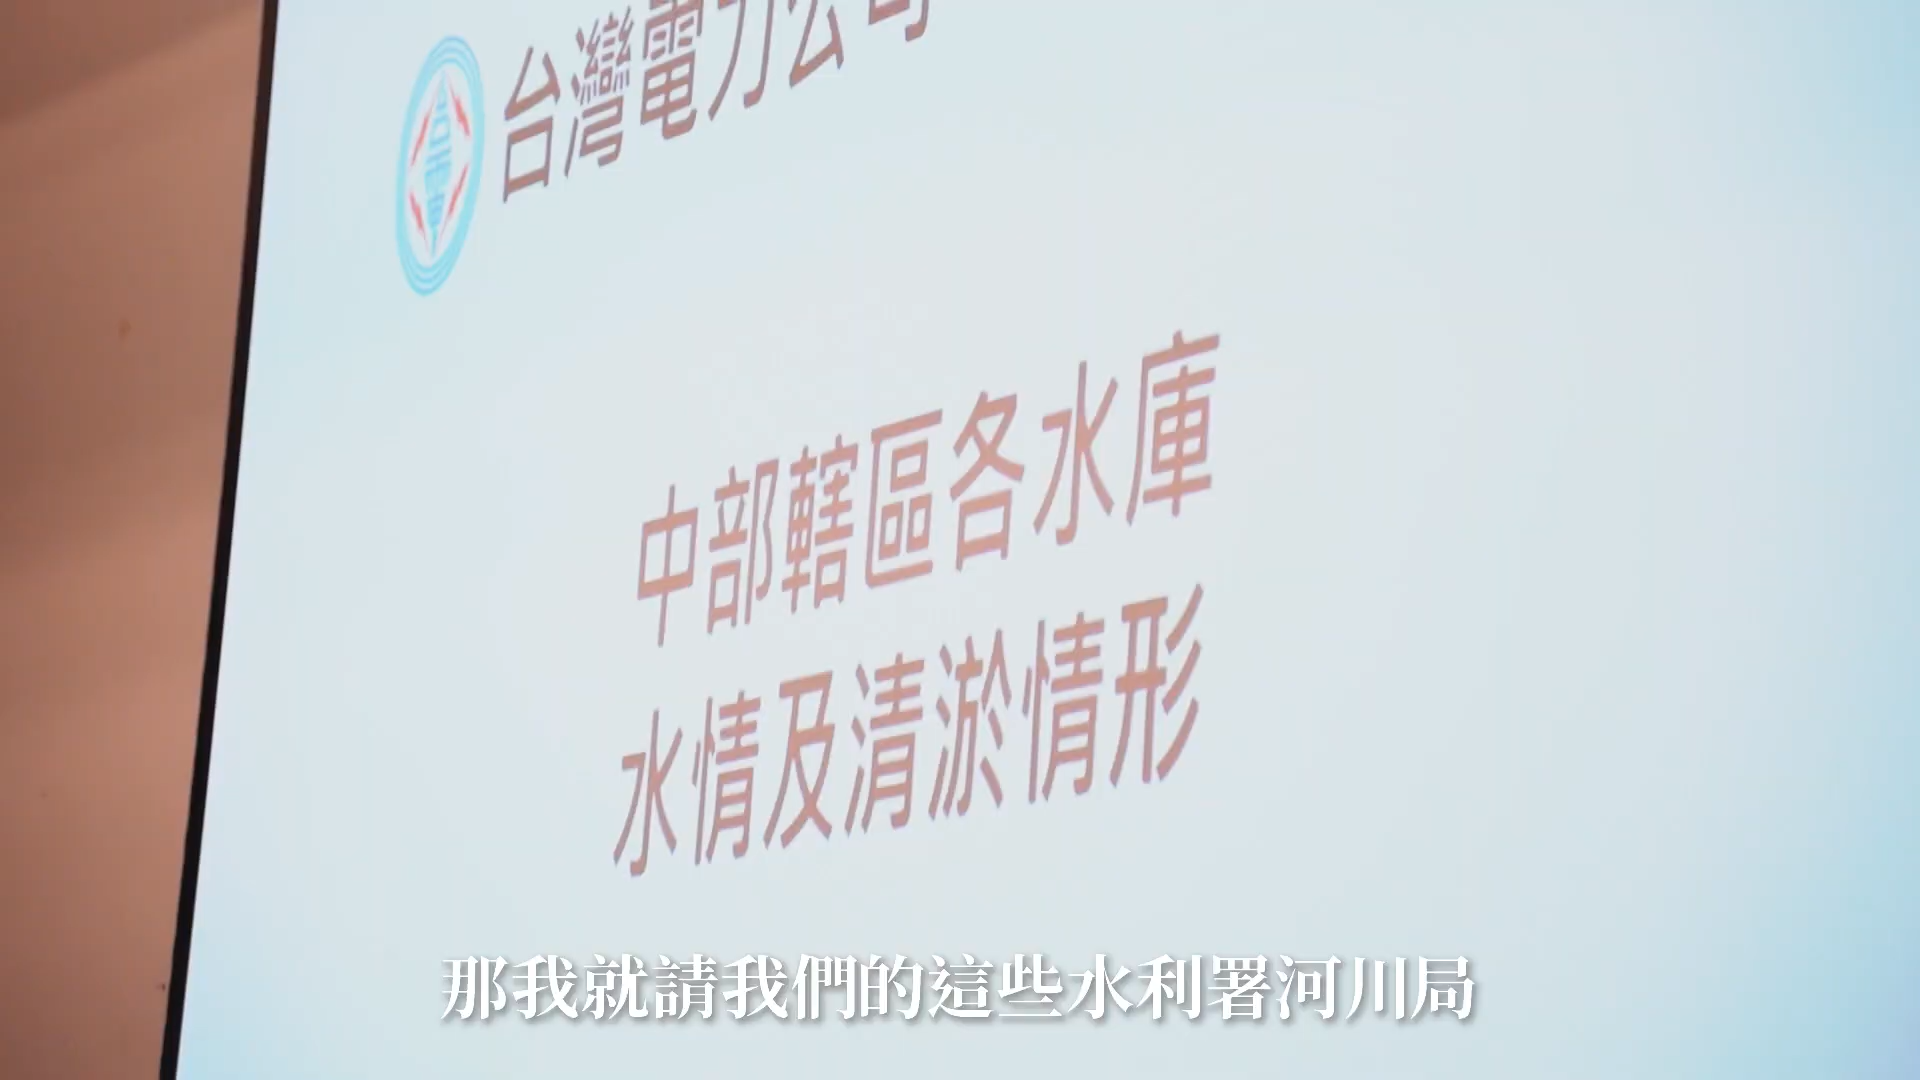 台灣電力公司
中部轄區各水庫
水情及清淤情形
那我就請我們的這些水利署河川局